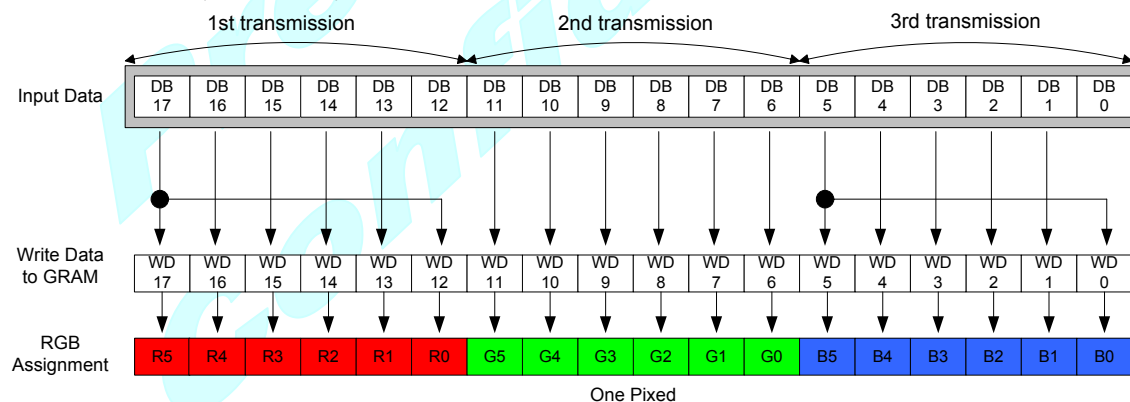 1st transmission 2nd transmission 3rd transmission
Input Data DB 17 DB 16 DB 15 DB 14 DB 13 DB 12 DB 11 DB 10 DB 9 DB 8 DB 7 DB 6 DB 5 DB 4 DB 3 DB 2 DB 1 DB 0
Write Data to GRAM WD 17 WD 16 WD 15 WD 14 WD 13 WD 12 WD 11 WD 10 WD 9 WD 8 WD 7 WD 6 WD 5 WD 4 WD 3 WD 2 WD 1 WD 0
RGB Assignment R5 R4 R3 R2 R1 R0 G5 G4 G3 G2 G1 G0 B5 B4 B3 B2 B1 B0
One Pixed